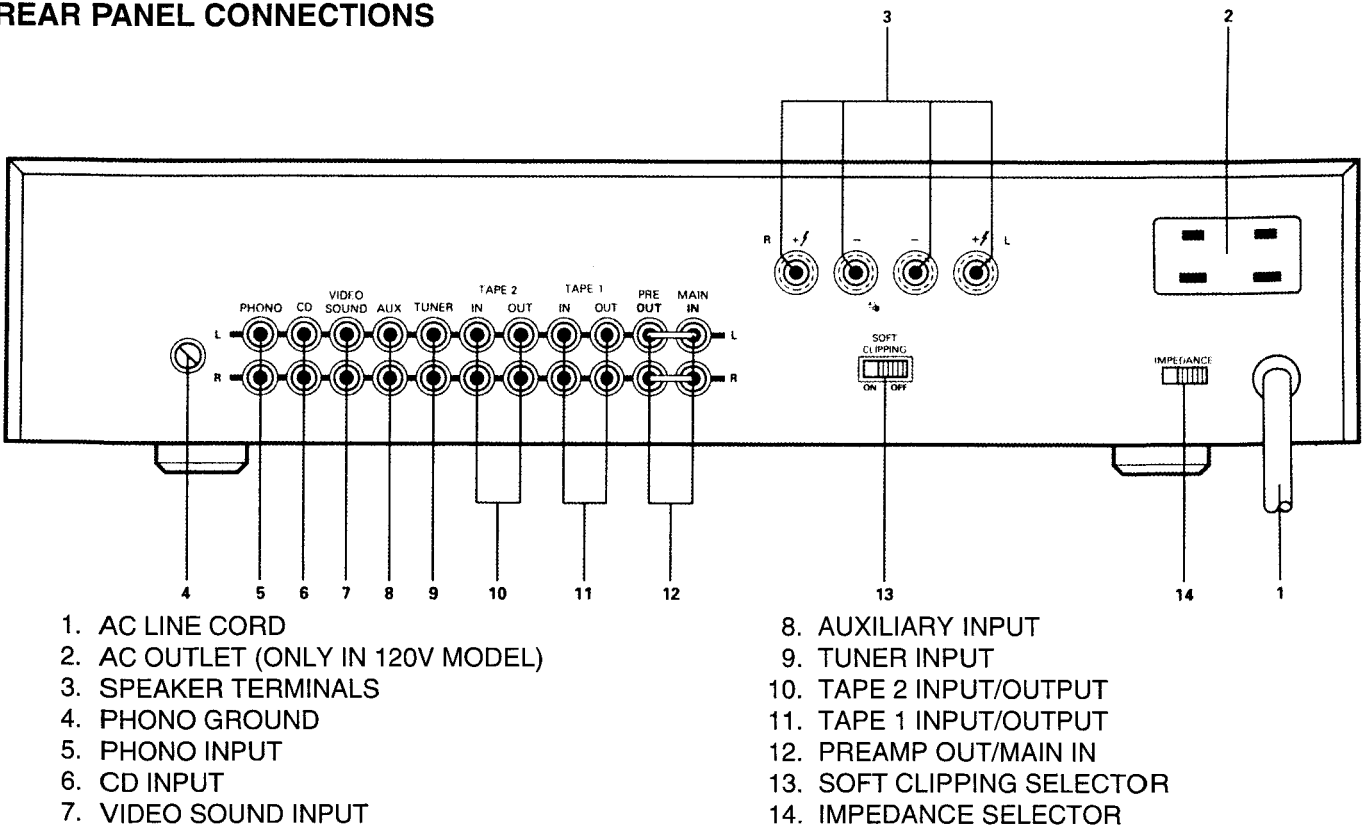 REAR PANEL CONNECTIONS
3 2
R + - - + L
TAPE 2 TAPE 1
PHONO CD VIDEO SOUND AUX TUNER IN OUT IN OUT PRE OUT MAIN IN
L L
SOFT CLIPPING
IMPEDANCE
R R
ON OFF
4 5 6 7 8 9 10 11 12 13 14 1
1. AC LINE CORD
2. AC OUTLET (ONLY IN 120V MODEL)
3. SPEAKER TERMINALS
4. PHONO GROUND
5. PHONO INPUT
6. CD INPUT
7. VIDEO SOUND INPUT
8. AUXILIARY INPUT
9. TUNER INPUT
10. TAPE 2 INPUT/OUTPUT
11. TAPE 1 INPUT/OUTPUT
12. PREAMP OUT/MAIN IN
13. SOFT CLIPPING SELECTOR
14. IMPEDANCE SELECTOR